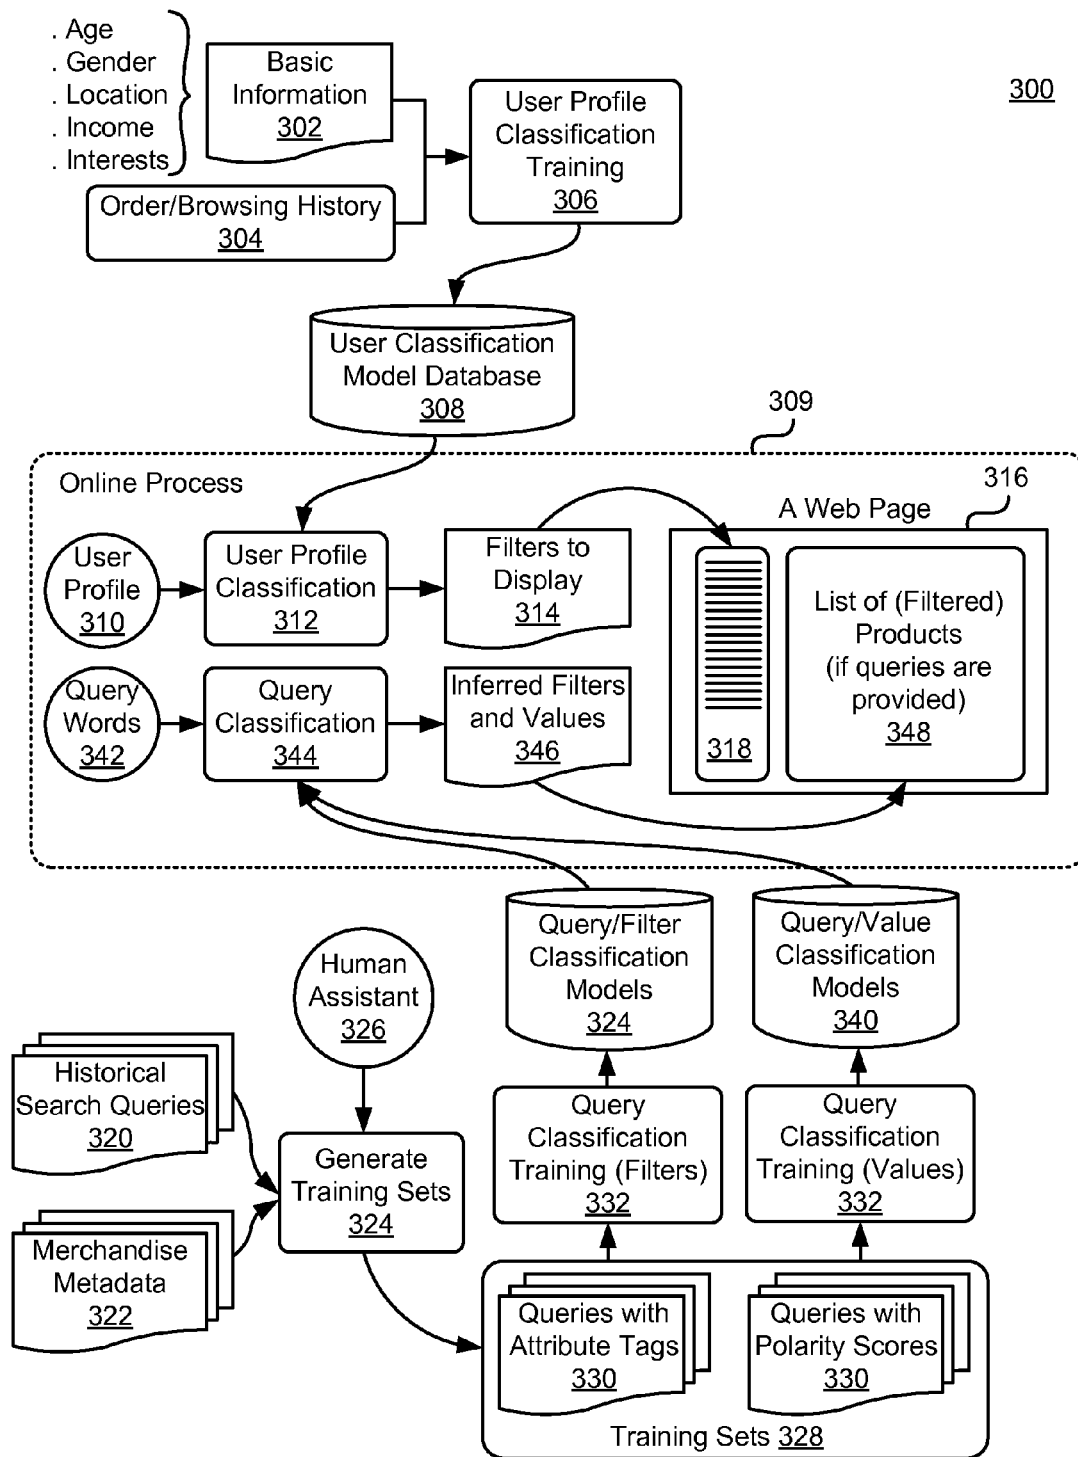 . Age
. Gender
. Location
. Income
. Interests
Basic
Information
302
Order/Browsing History
304
User Profile
Classification
Training
306
300
User Classification
Model Database
308
309
Online Process
316
A Web Page
User
Profile
310
User Profile
Classification
312
Filters to
Display
314
318
List of (Filtered)
Products
(if queries are
provided)
348
Query
Words
342
Query
Classification
344
Inferred Filters
and Values
346
Query/Filter
Classification
Models
324
Query/Value
Classification
Models
340
Human
Assistant
326
Historical
Search Queries
320
Merchandise
Metadata
322
Generate
Training Sets
324
Query
Classification
Training (Filters)
332
Query
Classification
Training (Values)
332
Queries with
Attribute Tags
330
Queries with
Polarity Scores
330
Training Sets 328